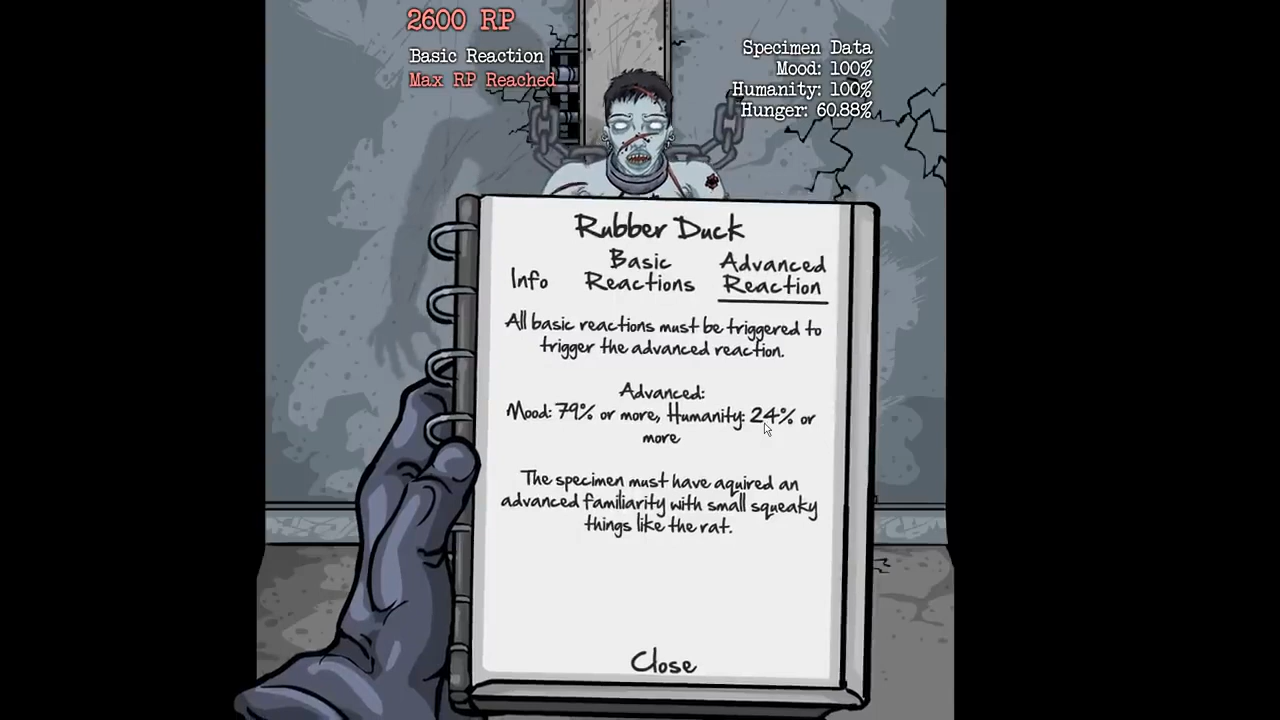 2600 RP
Basic Reaction
Max RP Reached
Specimen Data
Mood: 100%
Humanity: 100%
Hunger: 60.88%
Rubber Duck
Info
Basic
Reactions
Advanced
Reaction
All basic reactions must be triggered to
trigger the advanced reaction.
Advanced:
Mood: 79% or more, Humanity: 24% or
more
The specimen must have aquired an
advanced familiarity with small squeaky
things like the rat.
Close